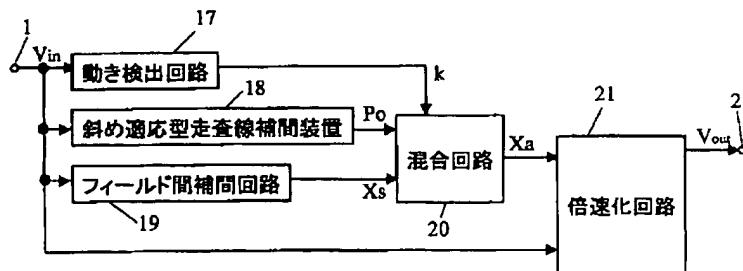 1
Vin
17
動き検出回路
k
18
斜め適応型走査線補間装置
Po
フィールド間補間回路
19
Xs
混合回路
20
Xa
21
倍速化回路
Vout
2